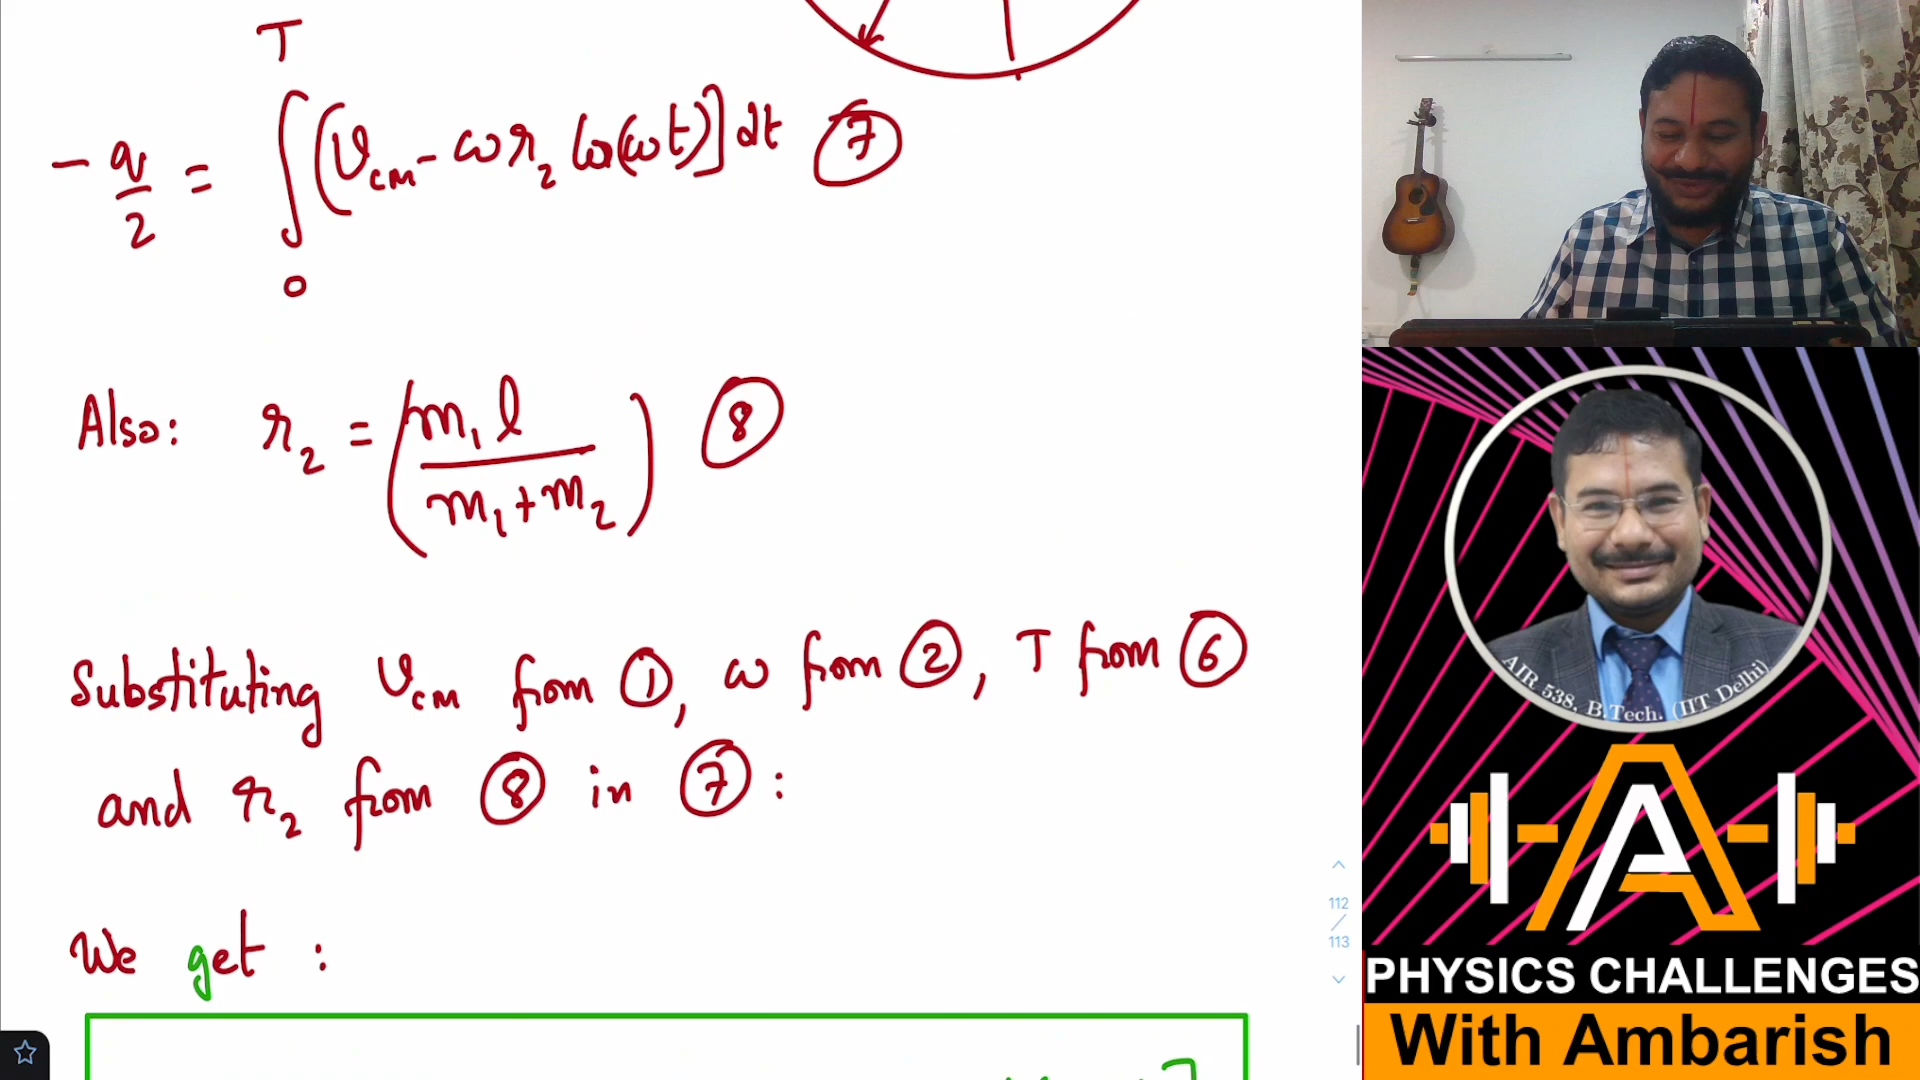 -q/2 = ∫₀ᵀ [v_cm - ωr₂ cos(ωt)] dt ⑦
Also: r₂ = (m₁l / m₁+m₂) ⑧
Substituting v_cm from ①, ω from ②, T from ⑥
and r₂ from ⑧ in ⑦:
We get :
112
/
113
AIR 538, B.Tech. (IIT Delhi)
PHYSICS CHALLENGES
With Ambarish